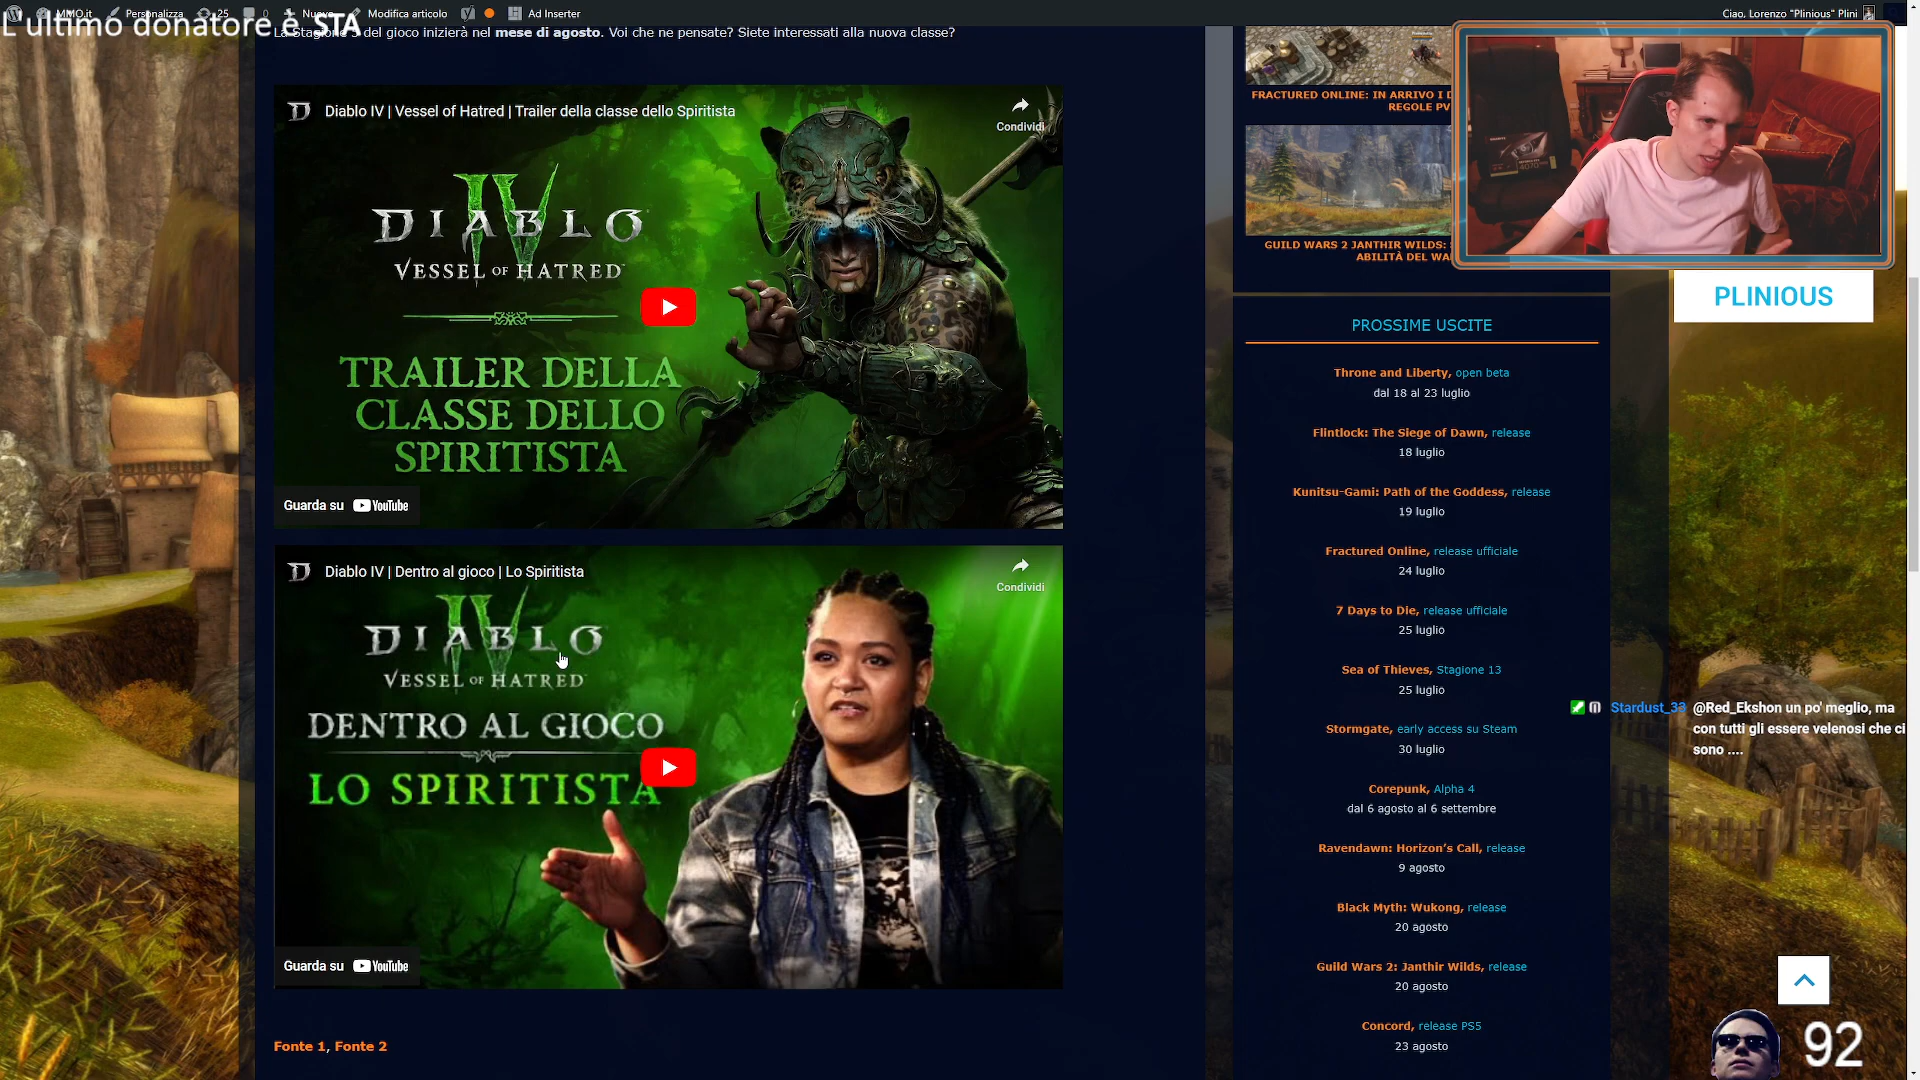 MMO.it Personalizza 25 0 Nuovo Modifica articolo Ad Inserter
Ciao, Lorenzo "Plinious" Plini
L'ultimo donatore è STA
La Stagione 5 del gioco inizierà nel mese di agosto. Voi che ne pensate? Siete interessati alla nuova classe?
Diablo IV | Vessel of Hatred | Trailer della classe dello Spiritista
Condividi
DIABLO
IV
VESSEL OF HATRED
TRAILER DELLA
CLASSE DELLO
SPIRITISTA
Guarda su YouTube
Diablo IV | Dentro al gioco | Lo Spiritista
Condividi
DIABLO
IV
VESSEL OF HATRED
DENTRO AL GIOCO
LO SPIRITISTA
Guarda su YouTube
Fonte 1, Fonte 2
FRACTURED ONLINE: IN ARRIVO I
REGOLE PV
GUILD WARS 2 JANTHIR WILDS:
ABILITÀ DEL WA
PLINIOUS
PROSSIME USCITE
Throne and Liberty, open beta
dal 18 al 23 luglio
Flintlock: The Siege of Dawn, release
18 luglio
Kunitsu-Gami: Path of the Goddess, release
19 luglio
Fractured Online, release ufficiale
24 luglio
7 Days to Die, release ufficiale
25 luglio
Sea of Thieves, Stagione 13
25 luglio
Stormgate, early access su Steam
30 luglio
Corepunk, Alpha 4
dal 6 agosto al 6 settembre
Ravendawn: Horizon's Call, release
9 agosto
Black Myth: Wukong, release
20 agosto
Guild Wars 2: Janthir Wilds, release
20 agosto
Concord, release PS5
23 agosto
Stardust_33 @Red_Ekshon un po' meglio, ma
con tutti gli essere velenosi che ci
sono ....
92